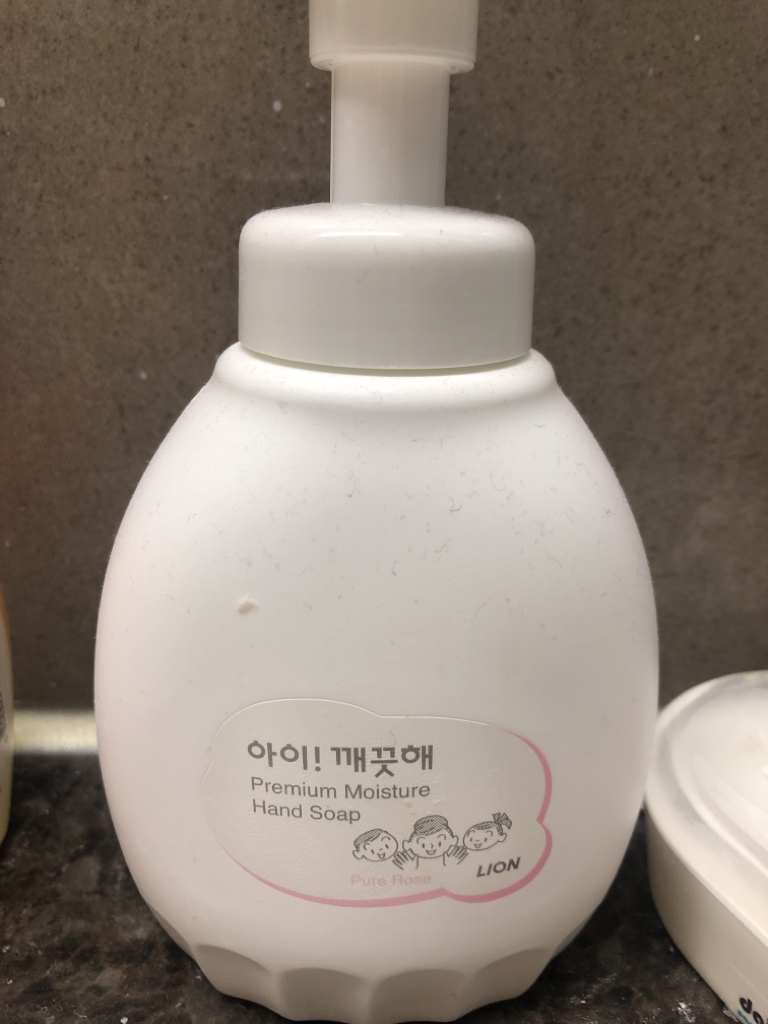 아이! 깨끗해
Premium Moisture
Hand Soap
Pure Rose
LION